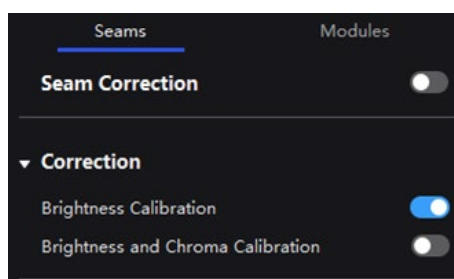 Seams Modules
Seam Correction
Correction
Brightness Calibration
Brightness and Chroma Calibration